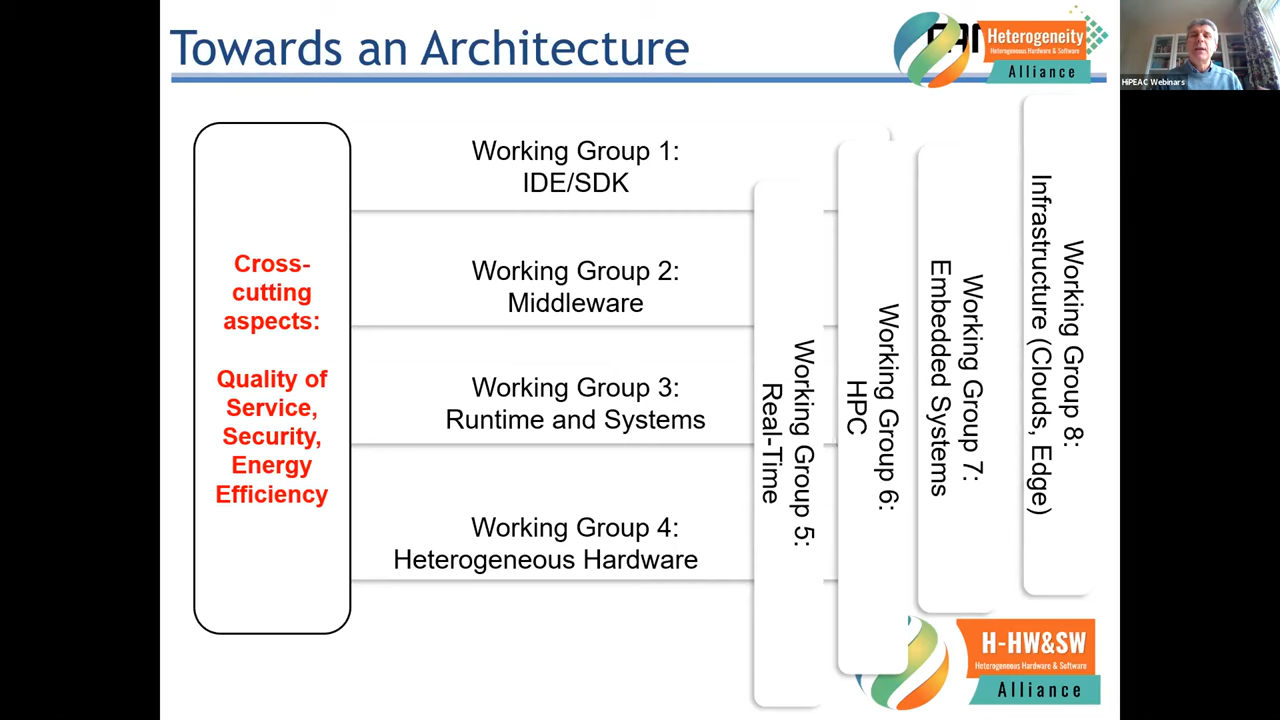 Towards an Architecture
Heterogeneity
Heterogeneous Hardware & Software
Alliance
HiPEAC Webinars
Cross-
cutting
aspects:
Quality of
Service,
Security,
Energy
Efficiency
Working Group 1:
IDE/SDK
Working Group 2:
Middleware
Working Group 3:
Runtime and Systems
Working Group 4:
Heterogeneous Hardware
Working Group 5:
Real-Time
Working Group 6:
HPC
Working Group 7:
Embedded Systems
Working Group 8:
Infrastructure (Clouds, Edge)
H-HW&SW
Heterogeneous Hardware & Software
Alliance